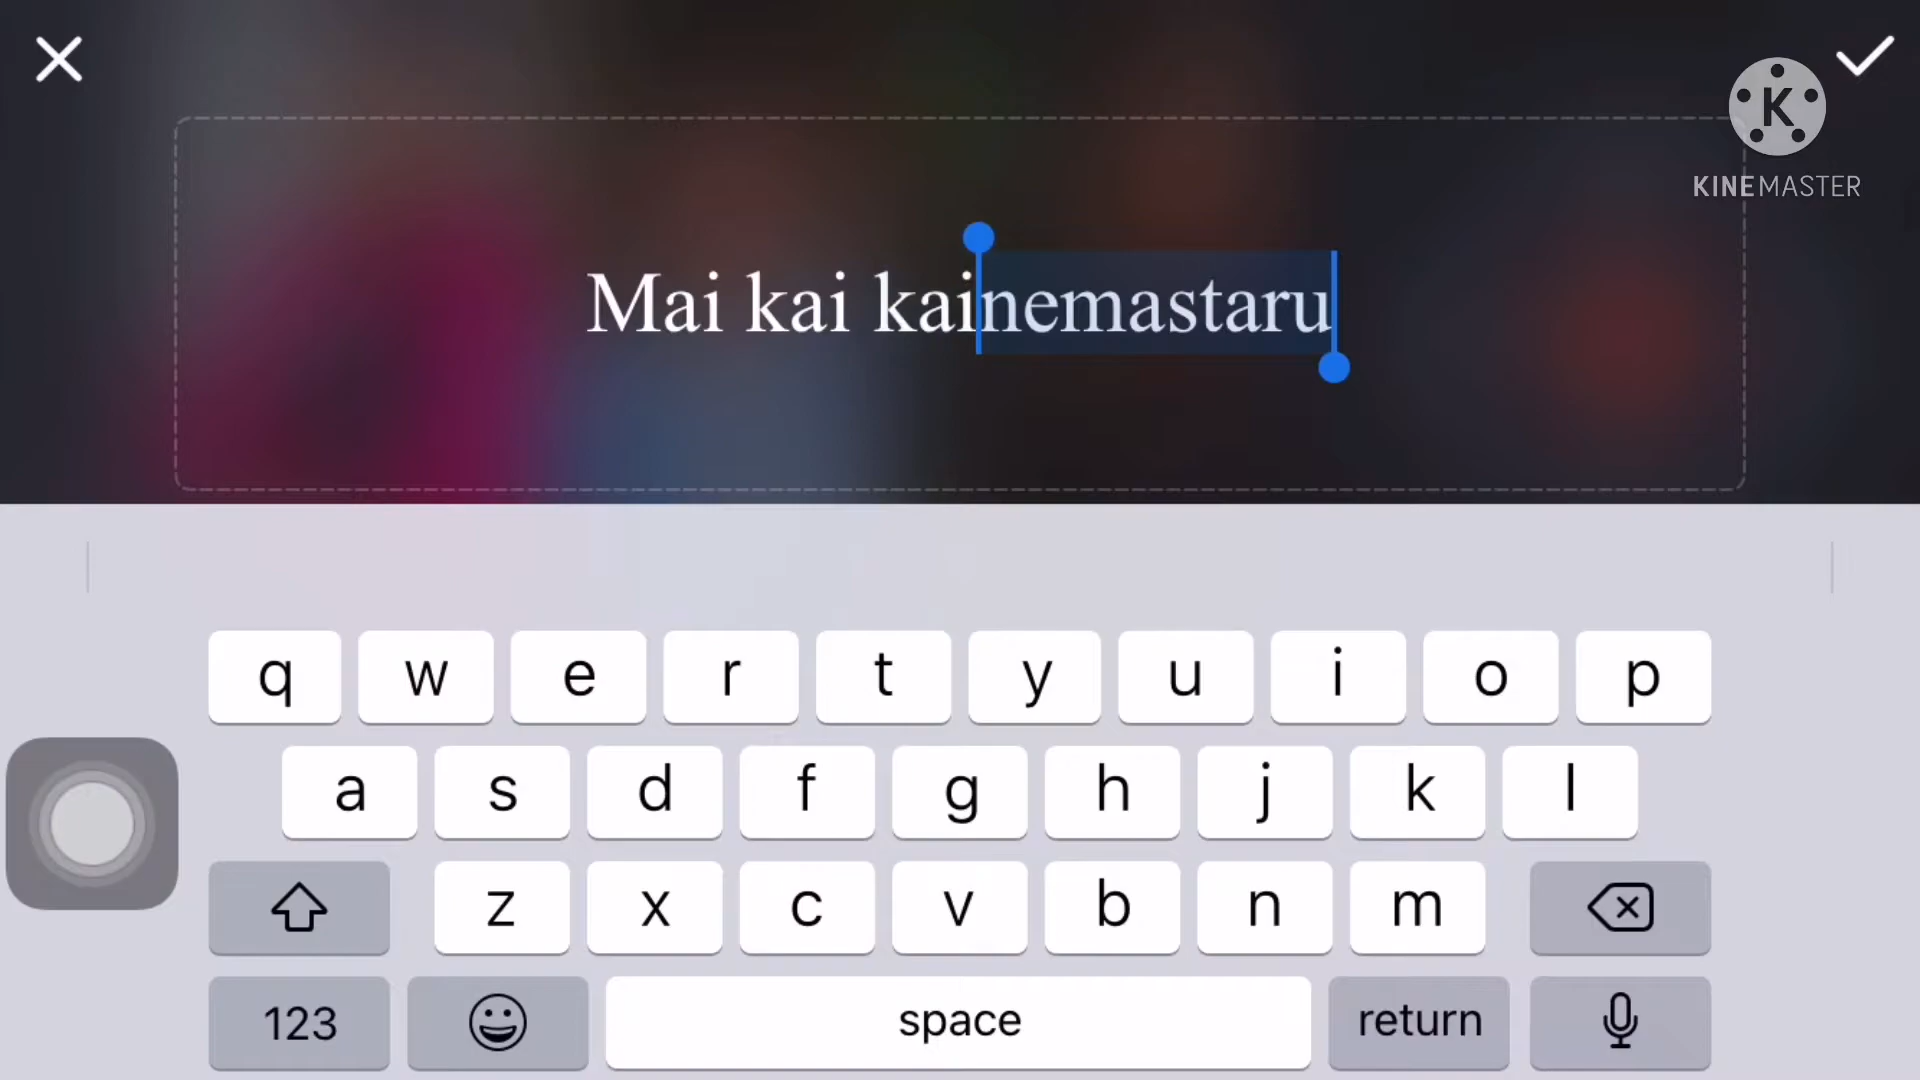 K
KINEMASTER
Mai kai kainemastaru
q w e r t y u i o p
a s d f g h j k l
z x c v b n m
123 space return